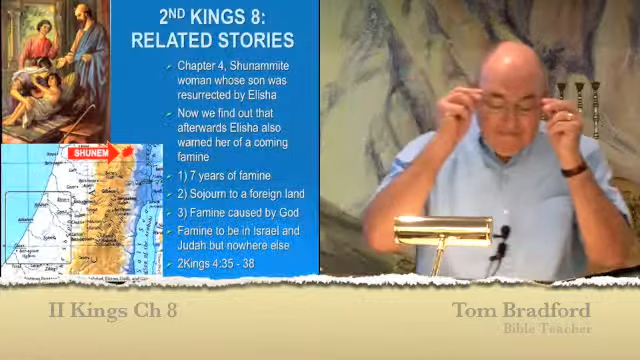 2ND KINGS 8:
RELATED STORIES
Chapter 4, Shunammite
woman whose son was
resurrected by Elisha
Now we find out that
afterwards Elisha also
warned her of a coming
famine
1) 7 years of famine
2) Sojourn to a foreign land
3) Famine caused by God
Famine to be in Israel and
Judah but nowhere else
2Kings 4:35 - 38
SHUNEM
II Kings Ch 8
Tom Bradford
Bible Teacher